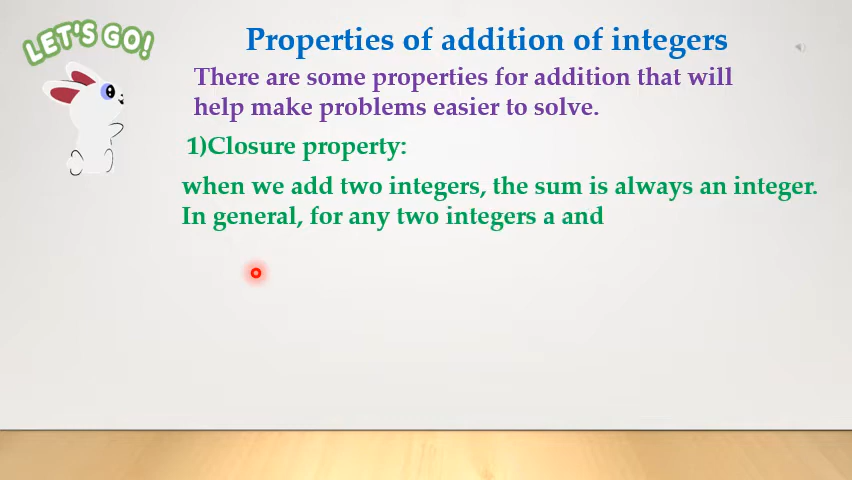 LET'S GO!
Properties of addition of integers
There are some properties for addition that will
help make problems easier to solve.
1)Closure property:
when we add two integers, the sum is always an integer.
In general, for any two integers a and